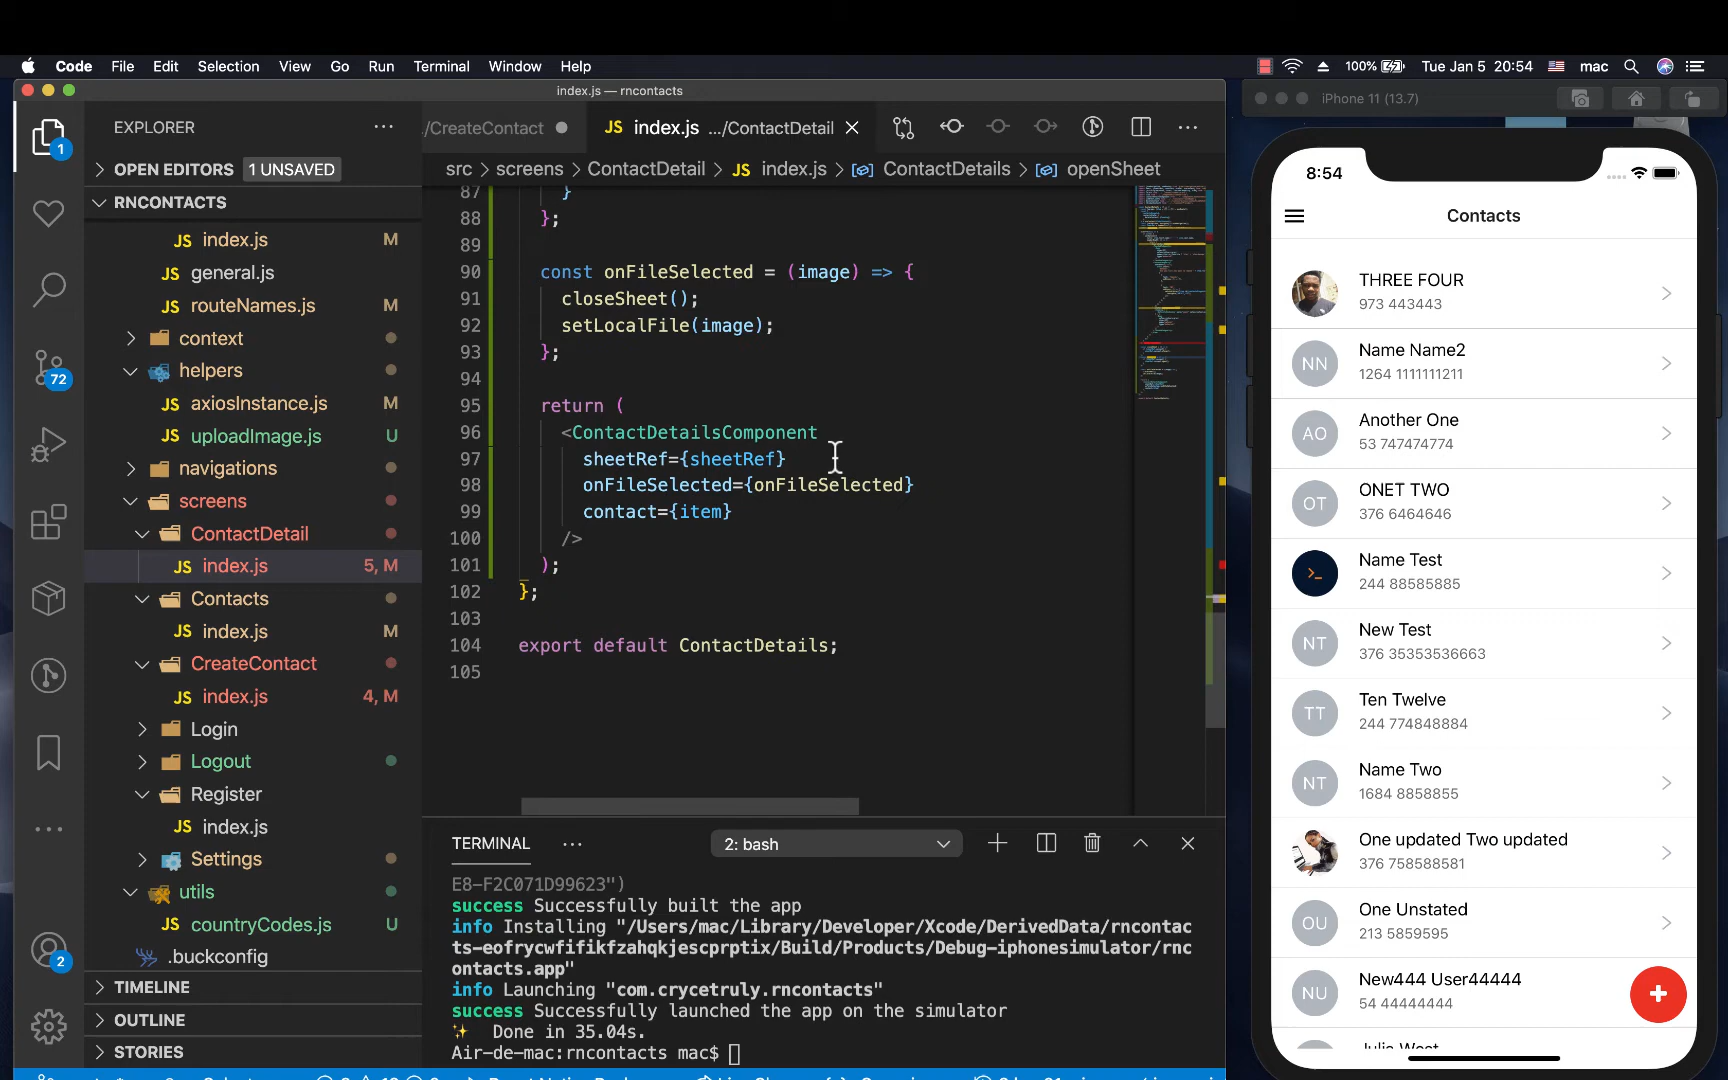 Code File Edit Selection View Go Run Terminal Window Help
100% Tue Jan 5 20:54 mac
index.js — rncontacts
iPhone 11 (13.7)
EXPLORER
/CreateContact
JS index.js .../ContactDetail
OPEN EDITORS 1 UNSAVED
src > screens > ContactDetail > JS index.js > ContactDetails > openSheet
RNCONTACTS
JS index.js M
JS general.js
JS routeNames.js M
context
helpers
JS axiosInstance.js M
JS uploadImage.js U
navigations
screens
ContactDetail
JS index.js 5, M
Contacts
JS index.js M
CreateContact
JS index.js 4, M
Login
Logout
Register
JS index.js
Settings
utils
JS countryCodes.js U
.buckconfig
TIMELINE
OUTLINE
STORIES
1
72
2
87 }
88 };
89
90 const onFileSelected = (image) => {
91 closeSheet();
92 setLocalFile(image);
93 };
94
95 return (
96 <ContactDetailsComponent
97 sheetRef={sheetRef}
98 onFileSelected={onFileSelected}
99 contact={item}
100 />
101 );
102 };
103
104 export default ContactDetails;
105
TERMINAL
2: bash
E8-F2C071D99623")
success Successfully built the app
info Installing "/Users/mac/Library/Developer/Xcode/DerivedData/rncontac
ts-eofrycwfifikfzahqkjescprptix/Build/Products/Debug-iphonesimulator/rnc
ontacts.app"
info Launching "com.crycetruly.rncontacts"
success Successfully launched the app on the simulator
Done in 35.04s.
Air-de-mac:rncontacts mac$
8:54
Contacts
THREE FOUR
973 443443
NN
Name Name2
1264 1111111211
AO
Another One
53 747474774
OT
ONET TWO
376 6464646
Name Test
244 88585885
NT
New Test
376 35353536663
TT
Ten Twelve
244 774848884
NT
Name Two
1684 8858855
One updated Two updated
376 758588581
OU
One Unstated
213 5859595
NU
New444 User44444
54 44444444